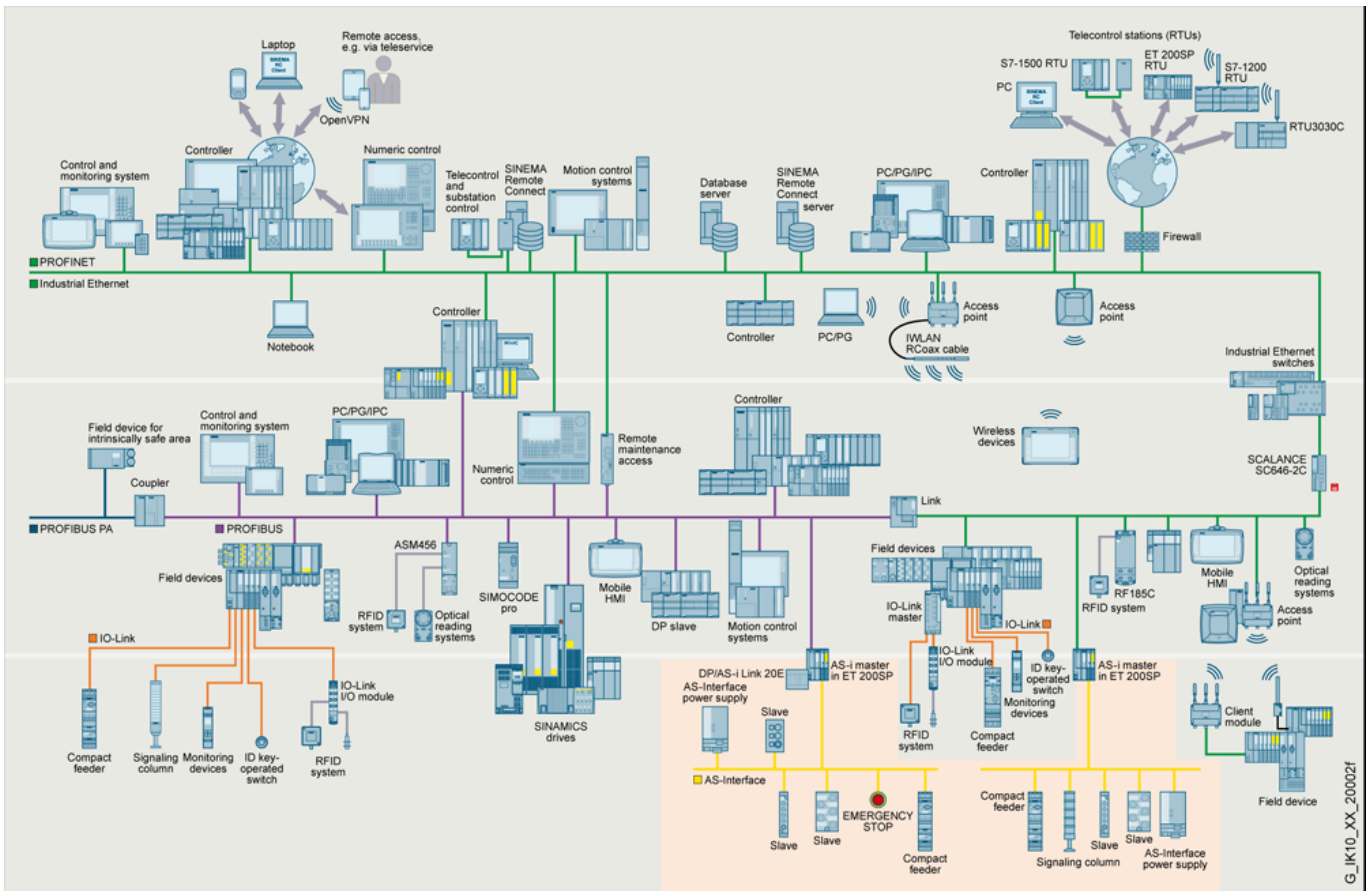 Laptop
SINEMA
RC
Client
Remote access,
e.g. via teleservice
OpenVPN
Telecontrol stations (RTUs)
S7-1500 RTU
ET 200SP
RTU
S7-1200
RTU
PC
SINEMA
RC
Client
RTU3030C
Control and
monitoring system
Controller
Numeric control
Telecontrol
and
substation
control
SINEMA
Remote
Connect
Motion control
systems
Database
server
SINEMA
Remote
Connect
server
PC/PG/IPC
Controller
Firewall
PROFINET
Industrial Ethernet
Notebook
Controller
WinAC
Controller
PC/PG
Access
point
IWLAN
RCoax cable
Access
point
Industrial Ethernet
switches
Field device for
intrinsically safe area
Control and
monitoring system
PC/PG/IPC
Numeric
control
Remote
maintenance
access
Controller
Wireless
devices
SCALANCE
SC646-2C
Coupler
Link
PROFIBUS PA
PROFIBUS
Field devices
ASM456
RFID
system
Optical
reading
systems
SIMOCODE
pro
Mobile
HMI
DP slave
Motion control
systems
Field devices
IO-Link
master
IO-Link
RFID system
RF185C
Mobile
HMI
Access
point
Optical
reading
systems
IO-Link
IO-Link
I/O module
Compact
feeder
Signaling
column
Monitoring
devices
ID key-
operated
switch
RFID
system
SINAMICS
drives
DP/AS-i Link 20E
AS-i master
in ET 200SP
AS-Interface
power supply
Slave
IO-Link
I/O module
RFID
system
Compact
feeder
Monitoring
devices
ID key-
operated
switch
AS-i master
in ET 200SP
Client
module
Field device
AS-Interface
Slave
Slave
EMERGENCY
STOP
Compact
feeder
Compact
feeder
Signaling column
Slave
Slave
AS-Interface
power supply
G_IK10_XX_20002f